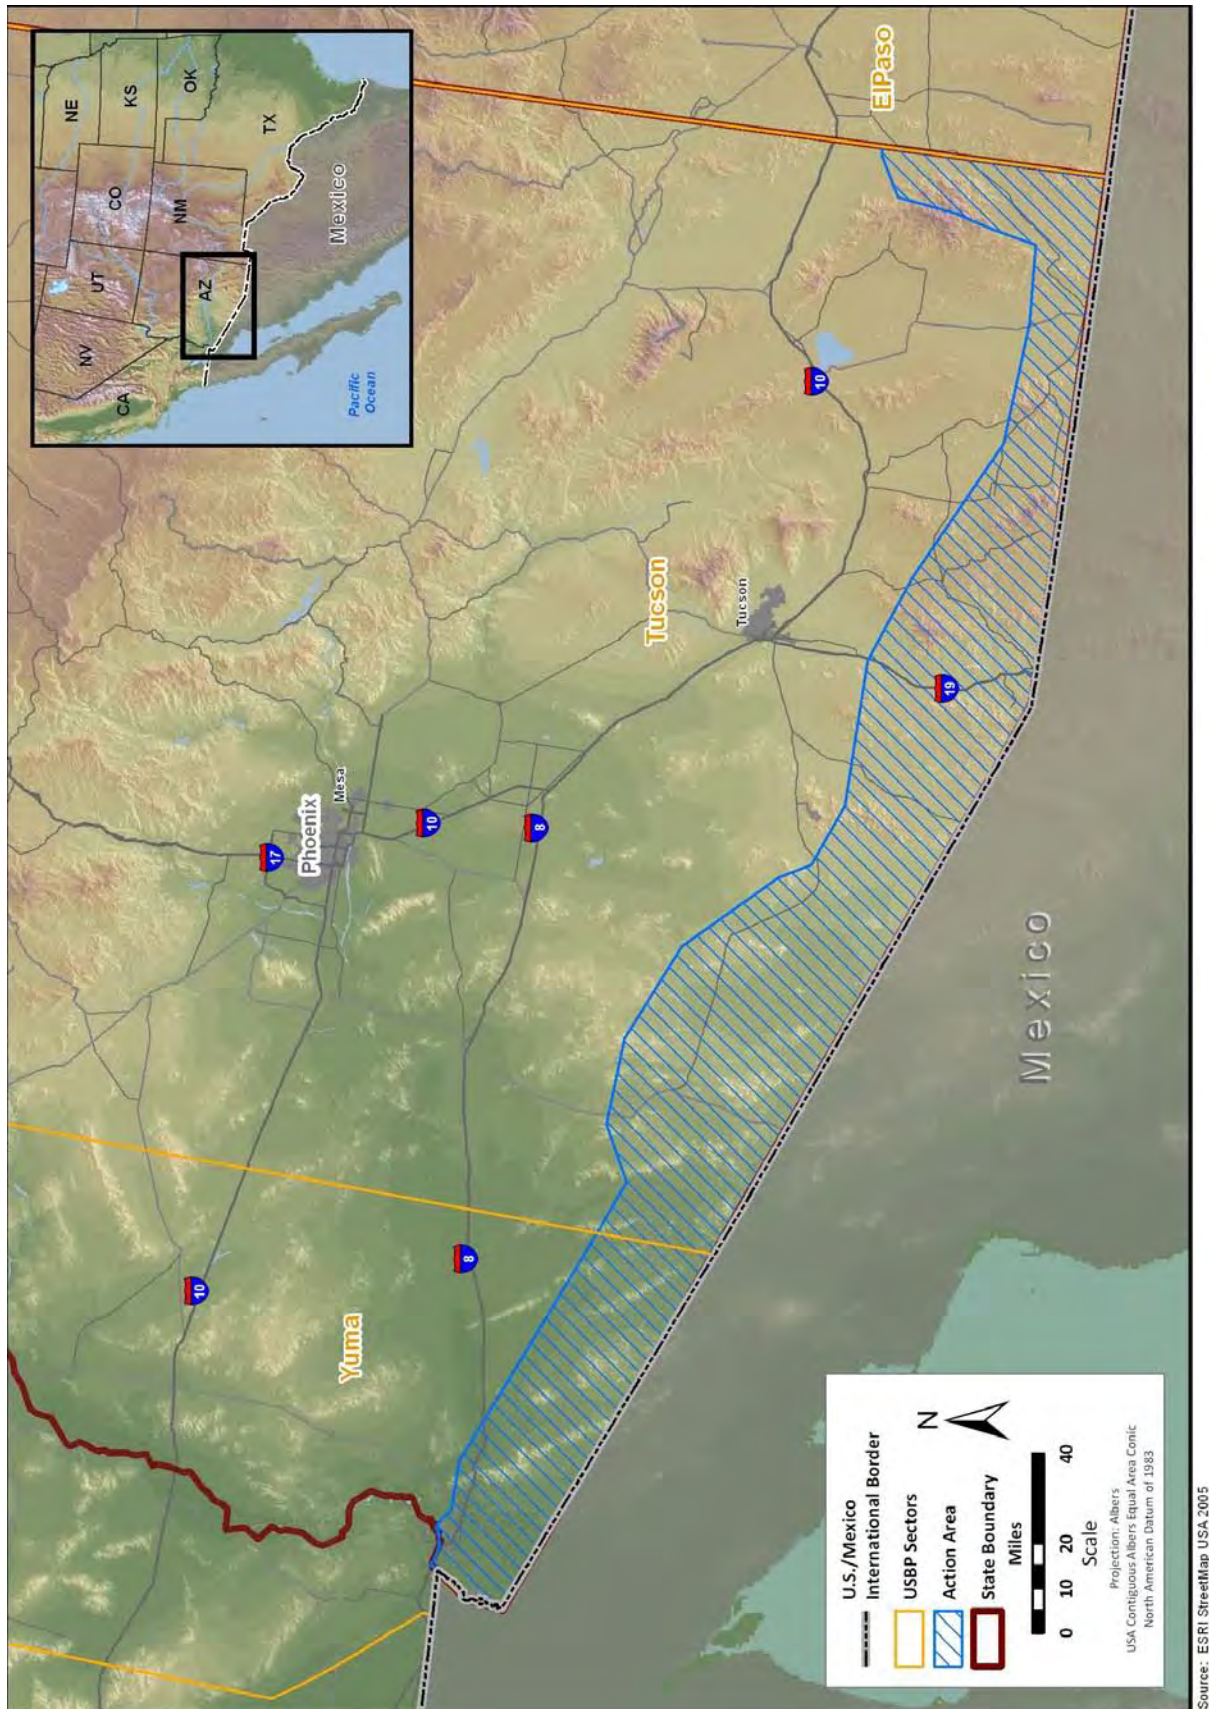 NE
KS
OK
TX
CO
NM
UT
AZ
NV
CA
Mexico
Pacific
Ocean
ElPaso
Tucson
Tucson
Yuma
Phoenix
Mesa
17
10
8
10
8
10
19
Mexico
U.S./Mexico
International Border
USBP Sectors
Action Area
State Boundary
N
Miles
0 10 20 40
Scale
Projection: Albers
USA Contiguous Albers Equal Area Conic
North American Datum of 1983
Source: ESRI StreetMap USA 2005